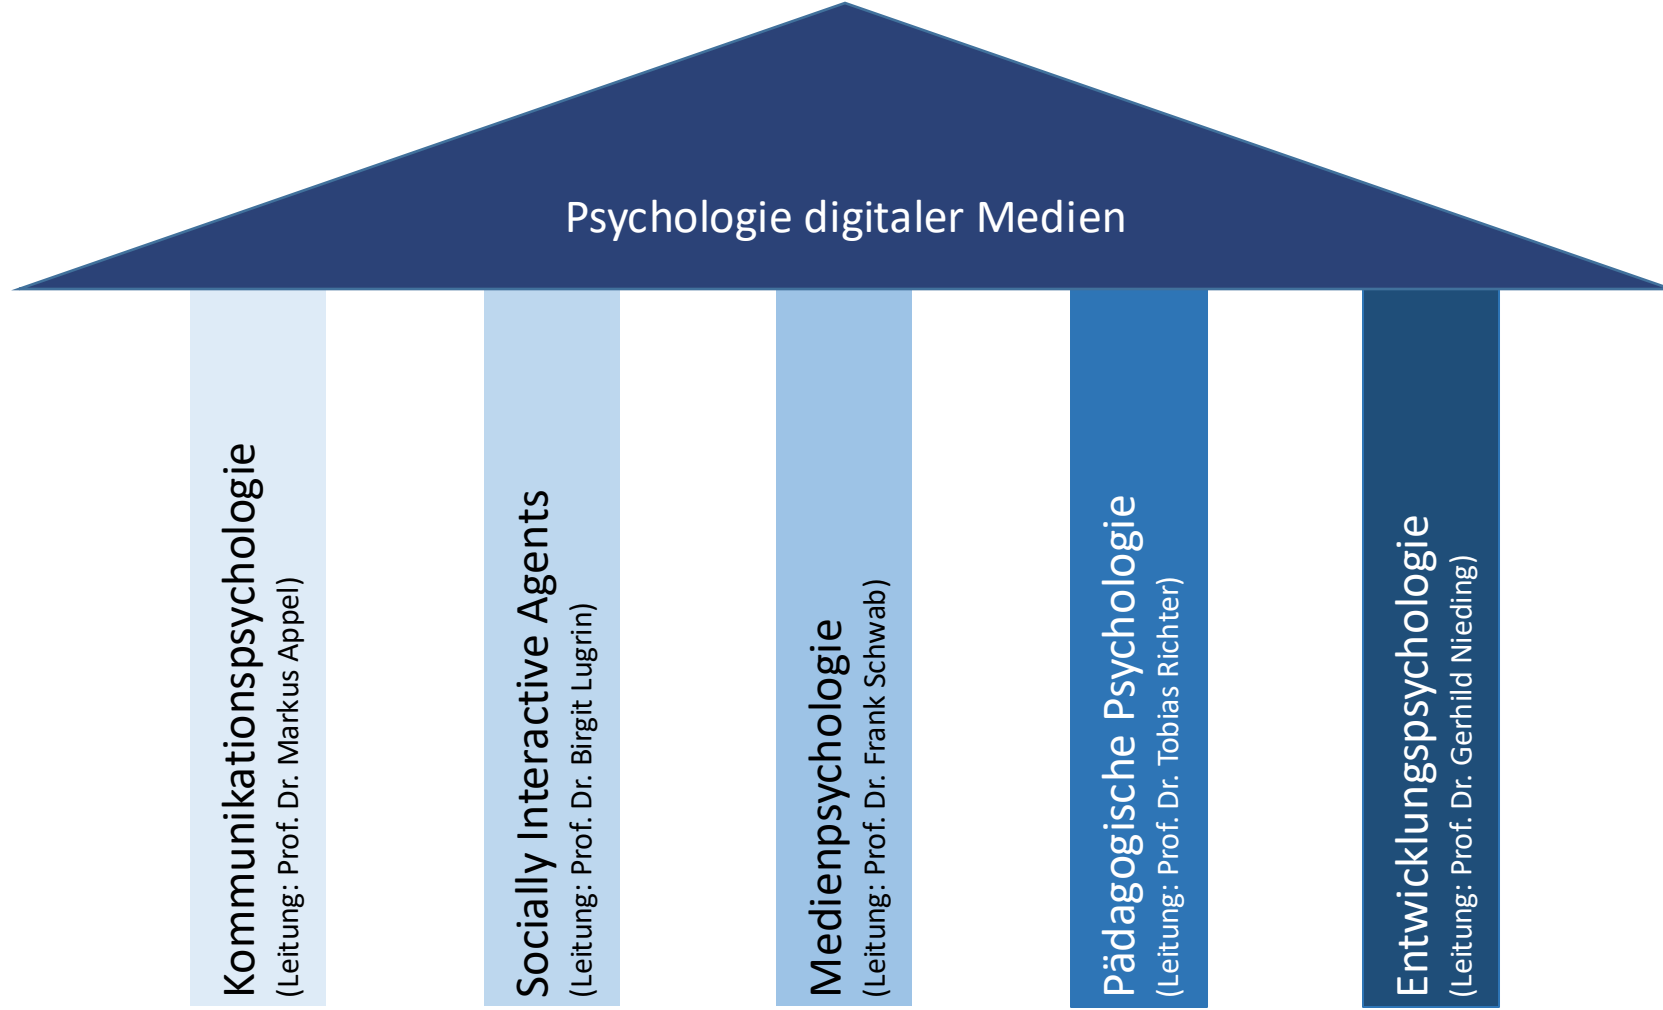 Psychologie digitaler Medien
Kommunikationspsychologie
(Leitung: Prof. Dr. Markus Appel)
Socially Interactive Agents
(Leitung: Prof. Dr. Birgit Lugrin)
Medienpsychologie
(Leitung: Prof. Dr. Frank Schwab)
Pädagogische Psychologie
(Leitung: Prof. Dr. Tobias Richter)
Entwicklungspsychologie
(Leitung: Prof. Dr. Gerhild Nieding)